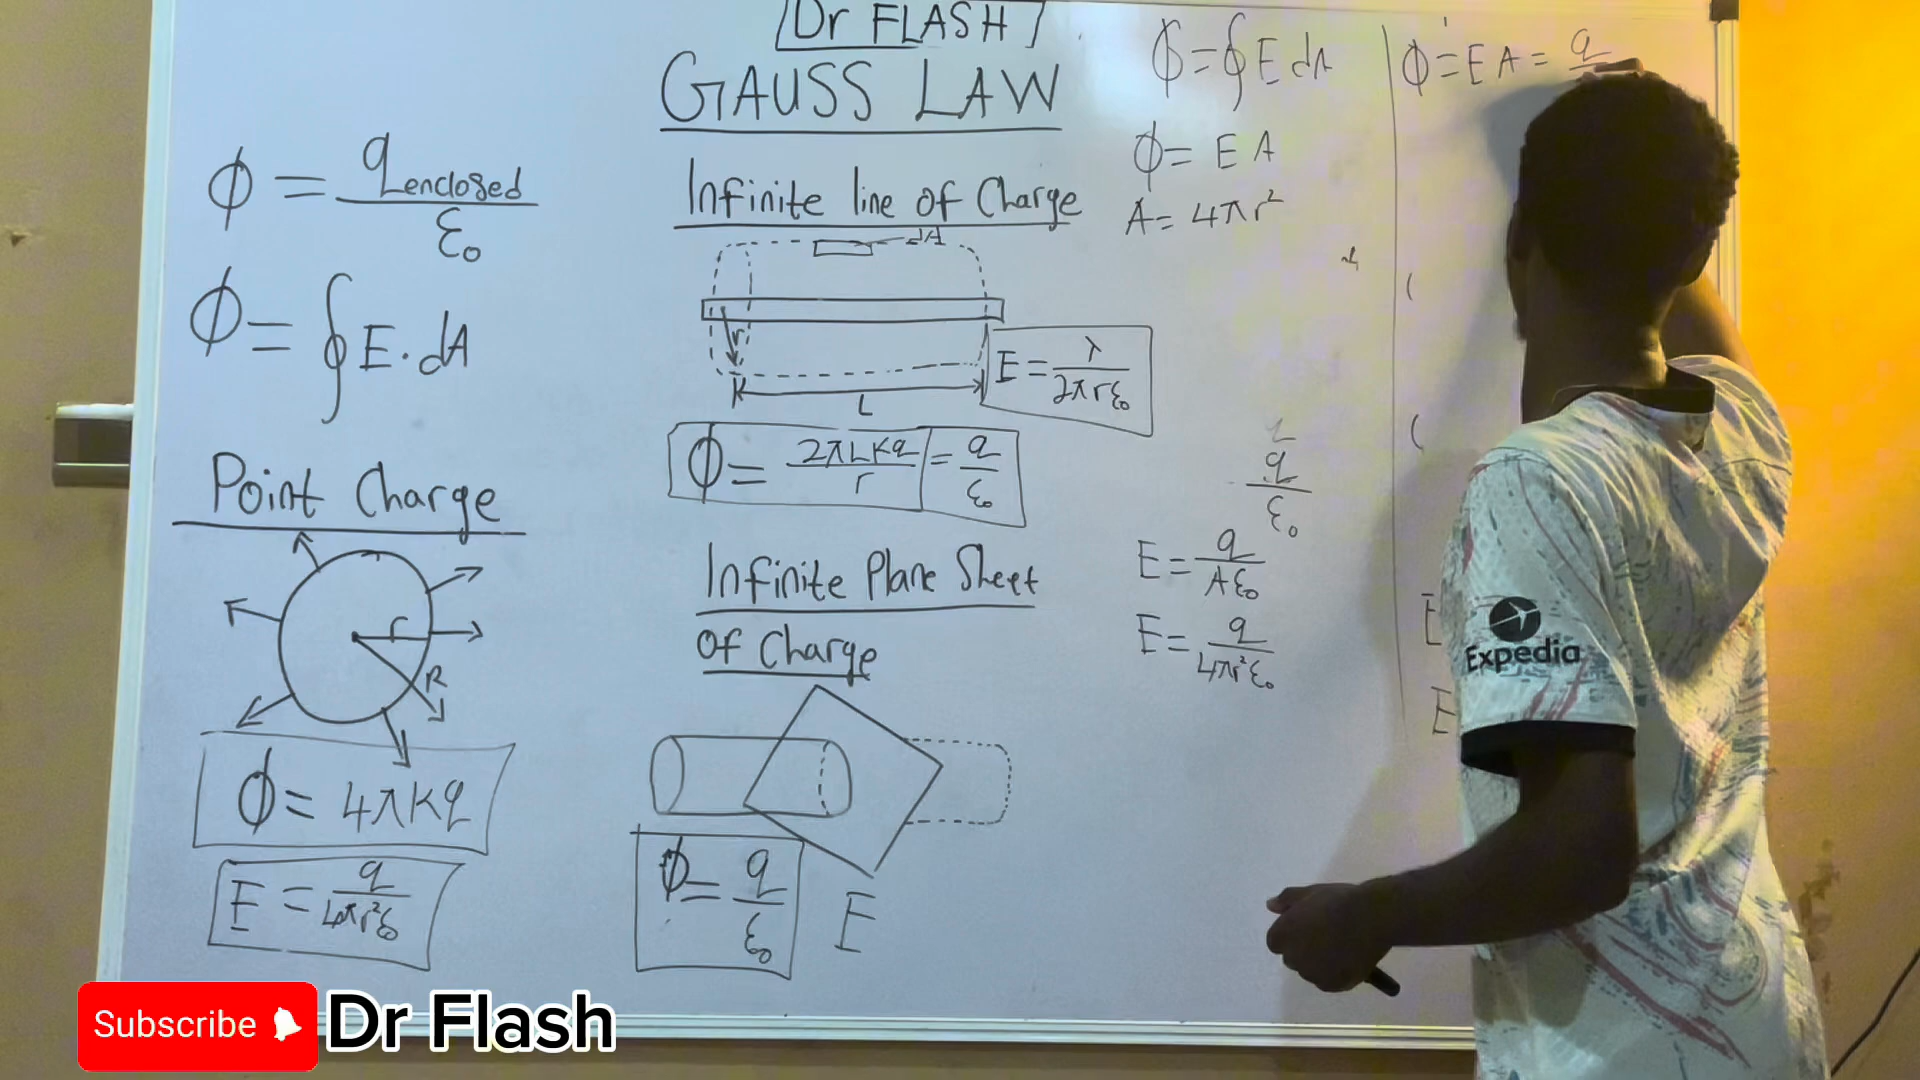 Dr FLASH
GAUSS LAW
ϕ = qenclosed / ε₀
ϕ = ∮ E · dA
Point Charge
r
R
ϕ = 4πKq
E = q / 4πr²ε₀
Infinite line of Charge
dA
r
L
E = λ / 2πrε₀
ϕ = 2πLKq / r = q / ε₀
Infinite Plane Sheet
Of Charge
ϕ = q / ε₀
E
ϕ = ∮ E dA
ϕ = E A
A = 4πr²
q / ε₀
E = q / Aε₀
E = q / 4πr²ε₀
ϕ = E A = q
E
E
Expedia
Subscribe
Dr Flash